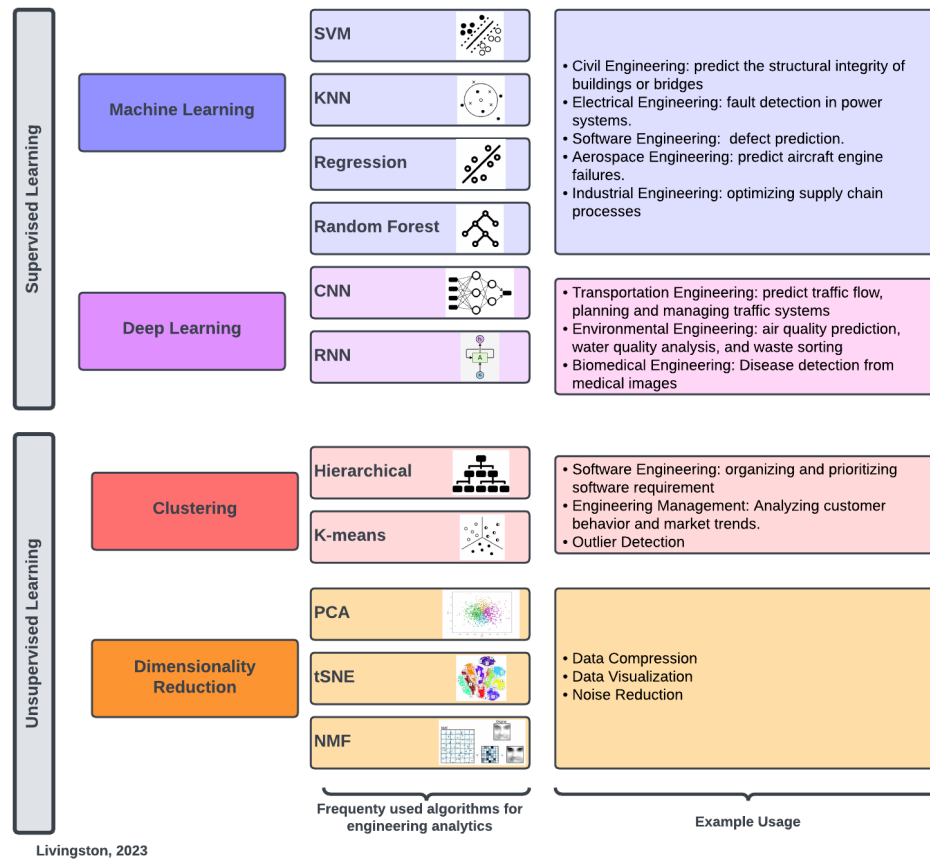 Supervised Learning
Machine Learning
SVM
KNN
Regression
Random Forest
• Civil Engineering: predict the structural integrity of
buildings or bridges
• Electrical Engineering: fault detection in power
systems.
• Software Engineering:  defect prediction.
• Aerospace Engineering: predict aircraft engine
failures.
• Industrial Engineering: optimizing supply chain
processes
Deep Learning
CNN
RNN
A
• Transportation Engineering: predict traffic flow,
planning and managing traffic systems
• Environmental Engineering: air quality prediction,
water quality analysis, and waste sorting
• Biomedical Engineering: Disease detection from
medical images
Unsupervised Learning
Clustering
Hierarchical
K-means
• Software Engineering: organizing and prioritizing
software requirement
• Engineering Management: Analyzing customer
behavior and market trends.
• Outlier Detection
Dimensionality
Reduction
PCA
tSNE
NMF
• Data Compression
• Data Visualization
• Noise Reduction
Frequenty used algorithms for
engineering analytics
Example Usage
Livingston, 2023